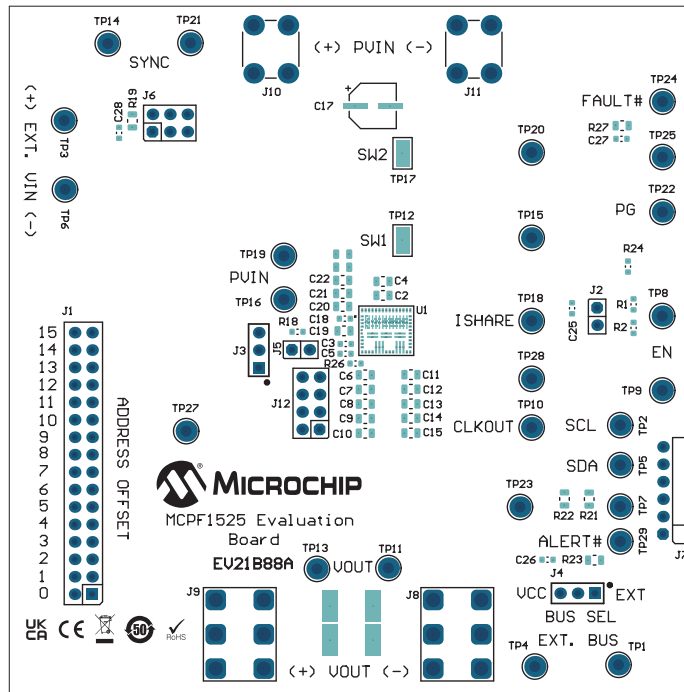 TP14
TP21
SYNC
(+) PVIN (-)
J10
J11
TP24
FAULT#
C28
R19
J6
+
C17
(+) EXT. VIN (-)
TP3
TP6
TP20
R27
C27
TP25
SW2
TP17
TP22
PG
TP12
SW1
TP15
TP19
PVIN
TP16
R24
C22
C21
C20
C18
C19
C3
C5
R26
C4
C2
U1
J2
C25
R1
R2
TP8
EN
ISHARE
TP18
J1
R18
J3
J5
TP28
TP9
C6
C7
C8
C9
C10
C11
C12
C13
C14
C15
J12
TP10
CLKOUT
SCL
TP2
SDA
TP5
TP27
15
14
13
12
11
10
9
8
7
6
5
4
3
2
1
0
ADDRESS OFFSET
MICROCHIP
MCPF1525 Evaluation
Board
EV21B88A
TP23
R22
R21
TP7
ALERT#
TP29
J7
C26
R23
TP13
VOUT
TP11
J9
J8
J4
VCC
EXT
BUS SEL
EXT. BUS
TP4
TP1
UK
CA
CE
50
RoHS
(+) VOUT (-)